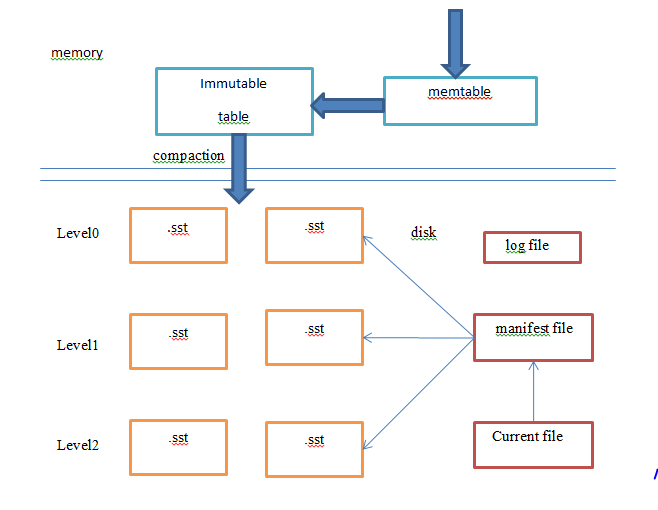 memory
Immutable
table
memtable
compaction
Level0
.sst
.sst
disk
log file
Level1
.sst
.sst
manifest file
Level2
.sst
.sst
Current file